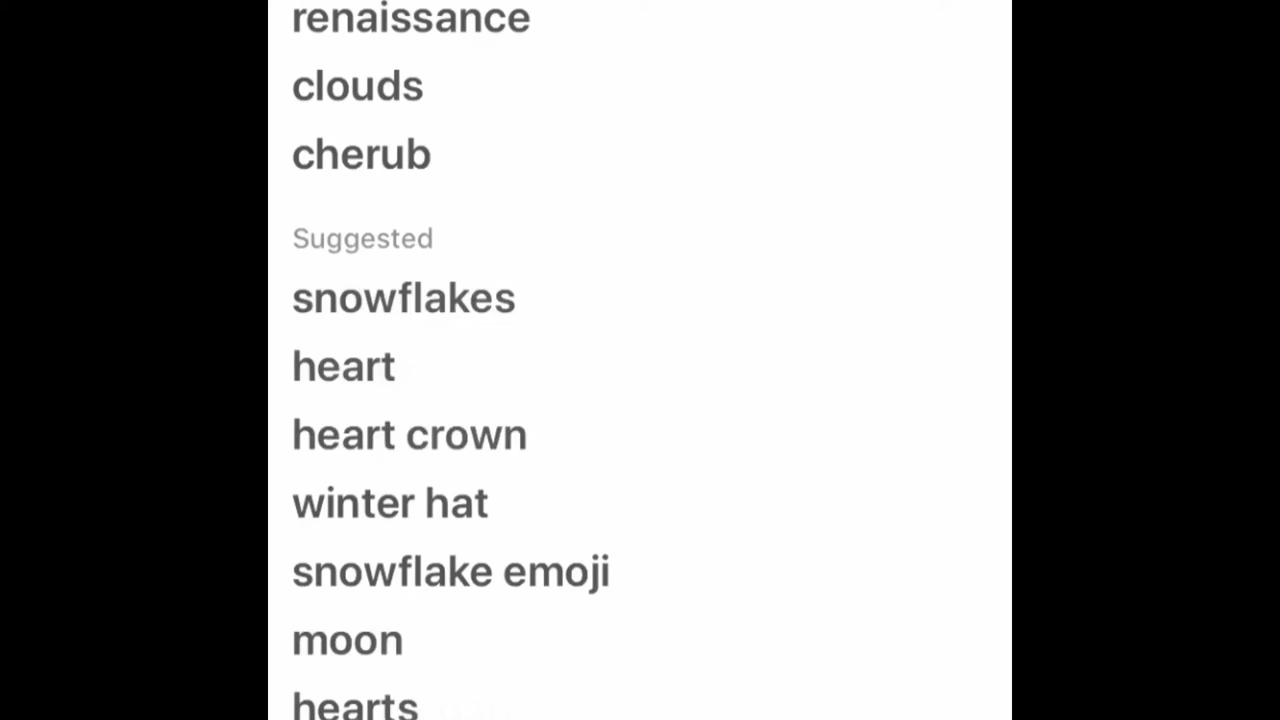 renaissance
clouds
cherub
Suggested
snowflakes
heart
heart crown
winter hat
snowflake emoji
moon
hearts